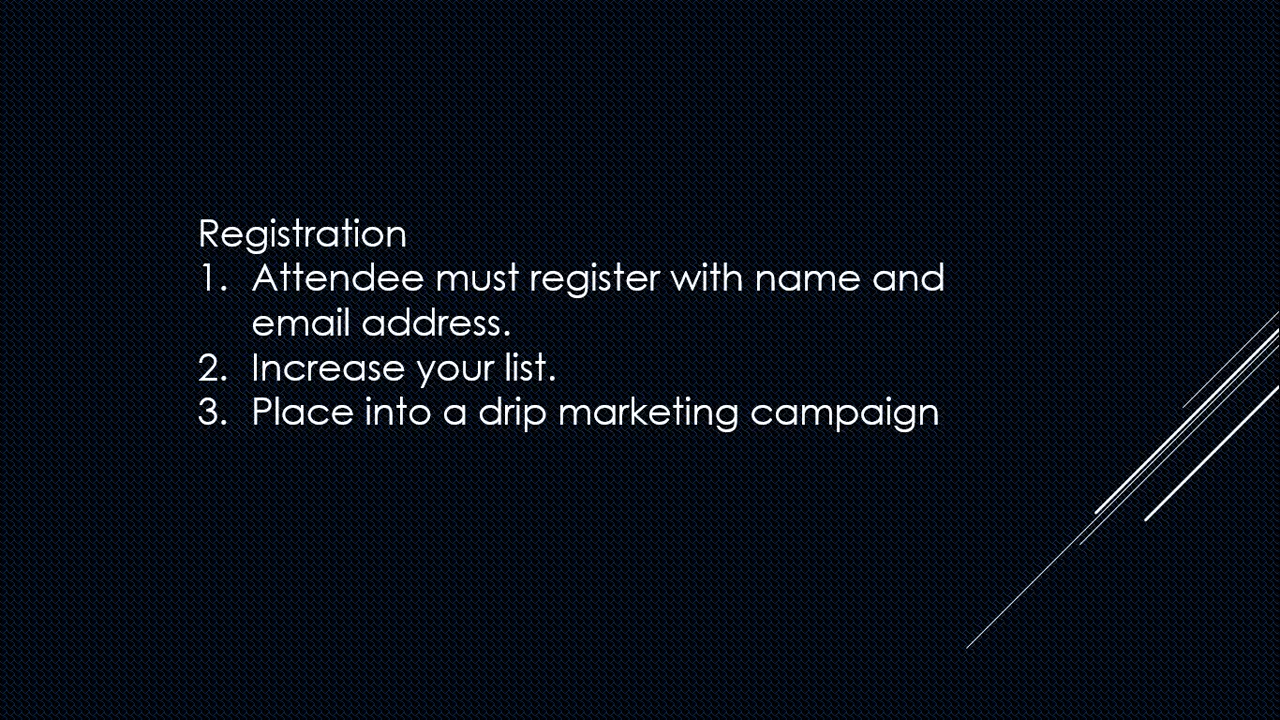 Registration
1. Attendee must register with name and
email address.
2. Increase your list.
3. Place into a drip marketing campaign